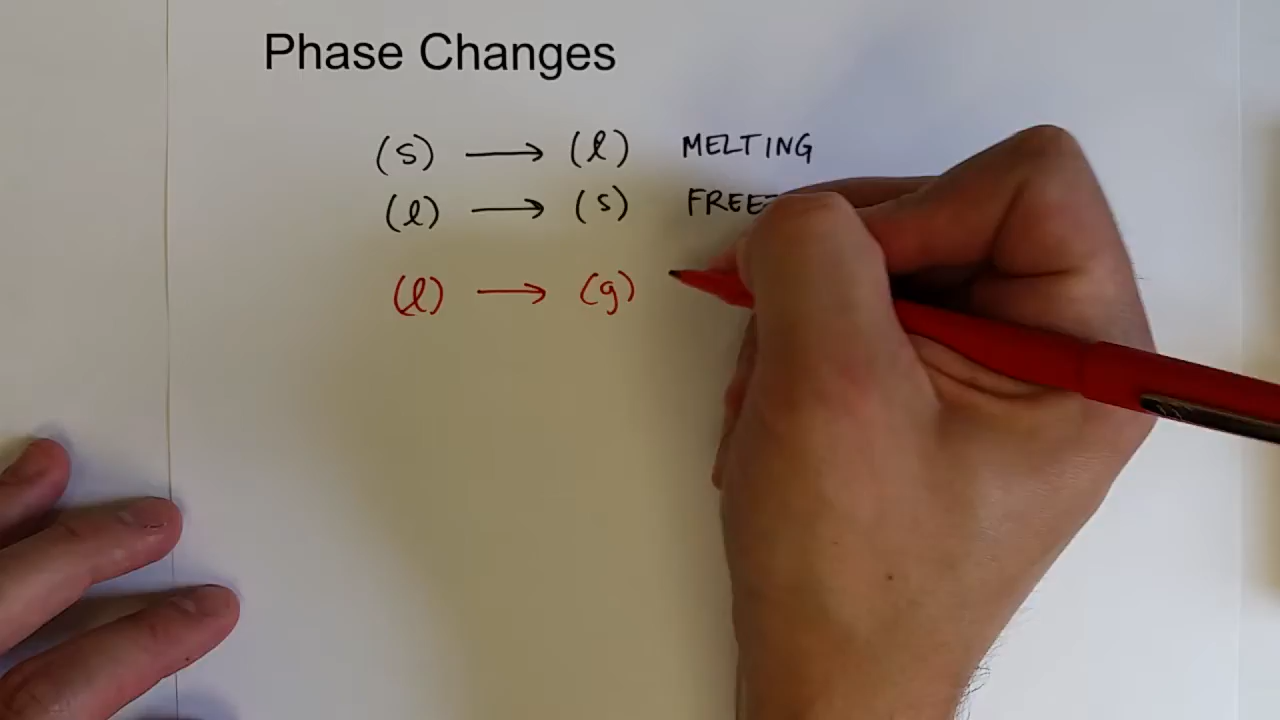 Phase Changes
(s) → (l) MELTING
(l) → (s)
(l) → (g)